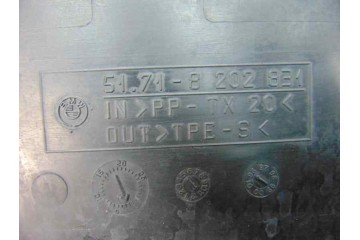 51.71-8 202 931
IN >PP-TX 20<
OUT >TPE-S<